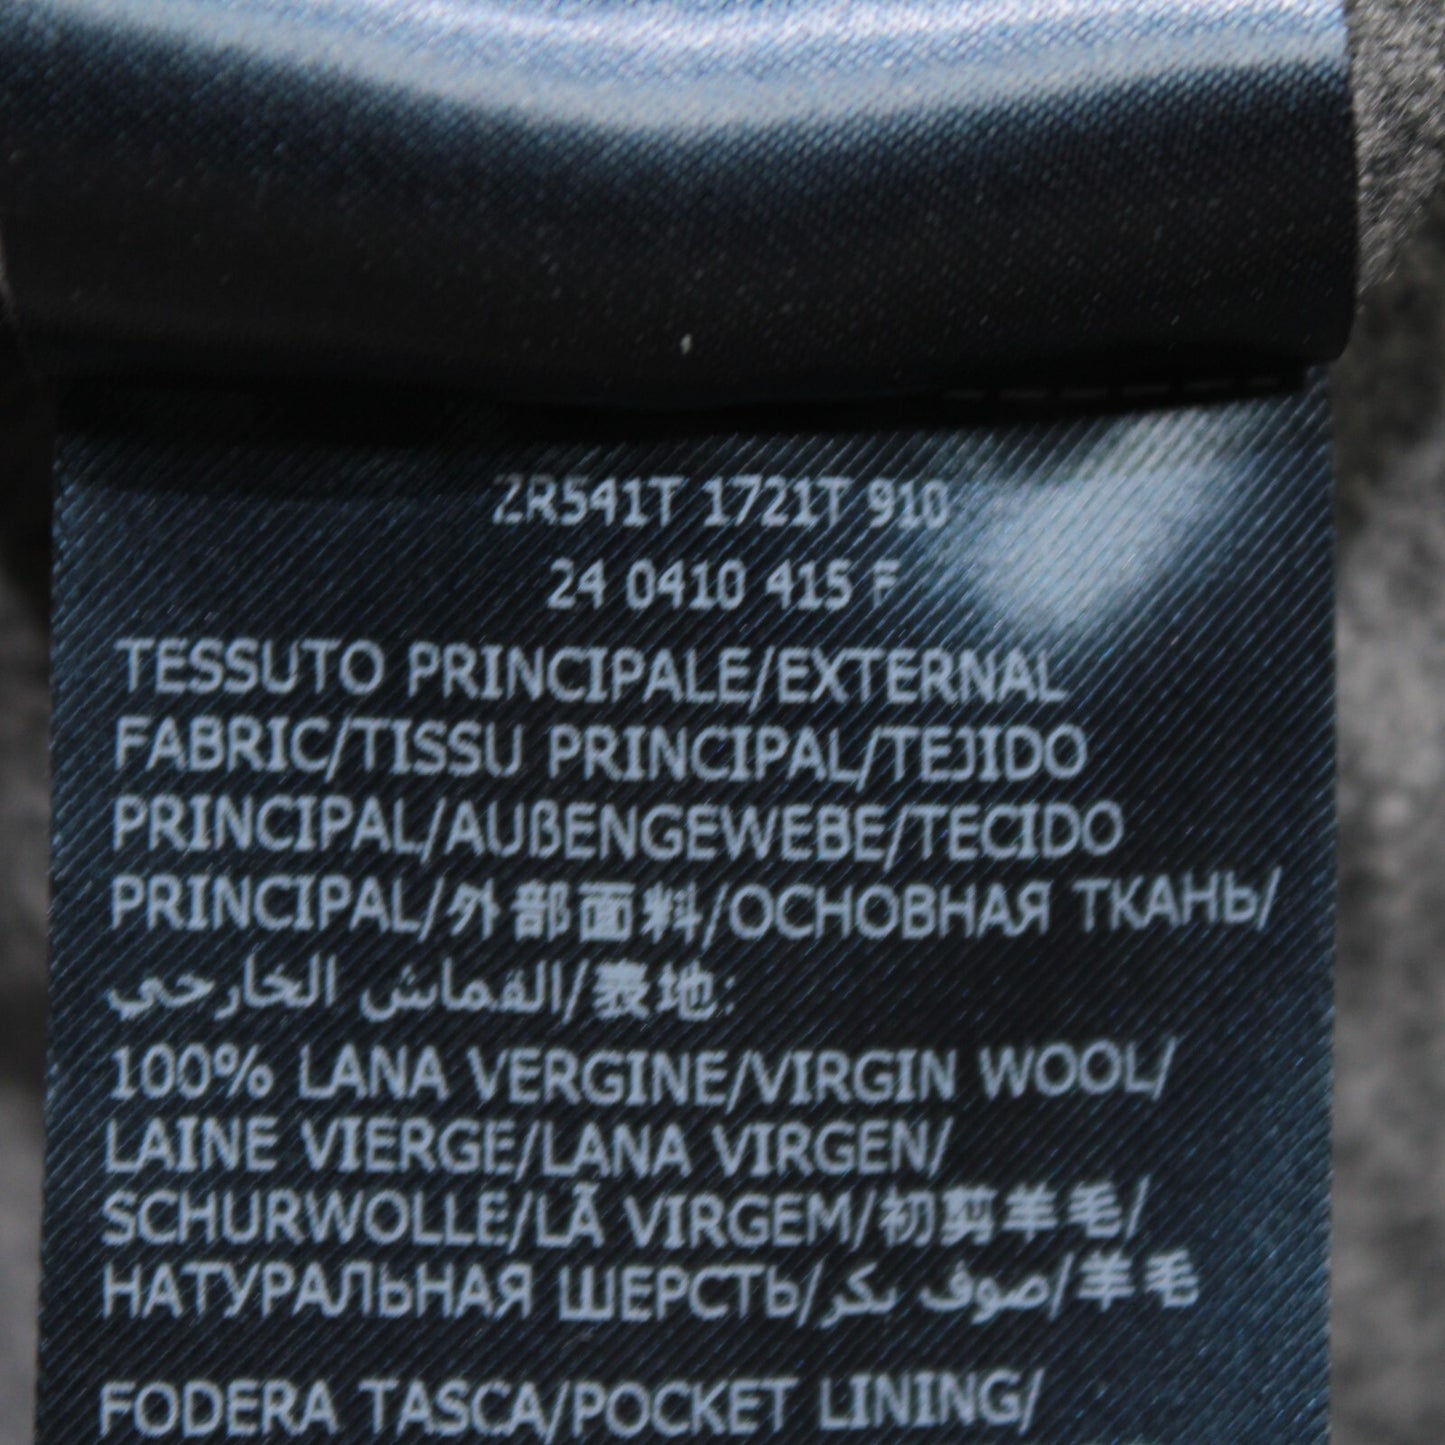 ZR541T 1721T 910
24 0410 415 F
TESSUTO PRINCIPALE/EXTERNAL
FABRIC/TISSU PRINCIPAL/TEJIDO
PRINCIPAL/AUßENGEWEBE/TECIDO
PRINCIPAL/外部面料/ОСНОВНАЯ ТКАНЬ/
القماش الخارجي/表地:
100% LANA VERGINE/VIRGIN WOOL/
LAINE VIERGE/LANA VIRGEN/
SCHURWOLLE/LÃ VIRGEM/初剪羊毛/
НАТУРАЛЬНАЯ ШЕРСТЬ/صوف بكر/羊毛
FODERA TASCA/POCKET LINING/